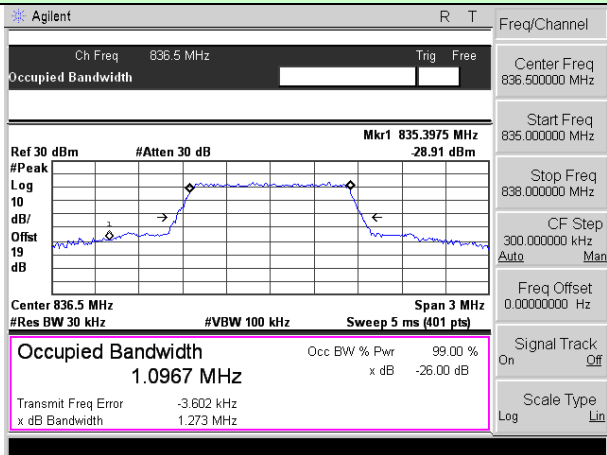 Agilent
R T
Ch Freq 836.5 MHz
Trig Free
Occupied Bandwidth
Mkr1 835.3975 MHz
Ref 30 dBm #Atten 30 dB -28.91 dBm
#Peak
Log
10
dB/
Offst
19
dB
1
Center 836.5 MHz Span 3 MHz
#Res BW 30 kHz #VBW 100 kHz Sweep 5 ms (401 pts)
Occupied Bandwidth
1.0967 MHz
Occ BW % Pwr 99.00 %
x dB -26.00 dB
Transmit Freq Error -3.602 kHz
x dB Bandwidth 1.273 MHz
Freq/Channel
Center Freq
836.500000 MHz
Start Freq
835.000000 MHz
Stop Freq
838.000000 MHz
CF Step
300.000000 kHz
Auto Man
Freq Offset
0.00000000 Hz
Signal Track
On Off
Scale Type
Log Lin